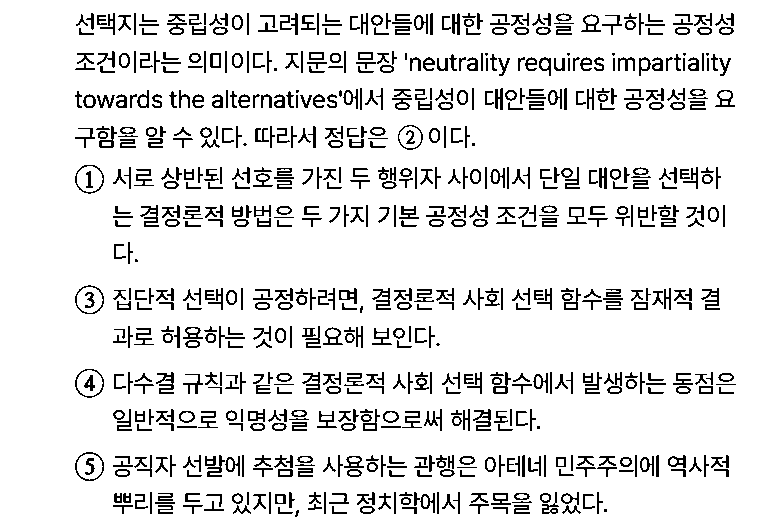 선택지는 중립성이 고려되는 대안들에 대한 공정성을 요구하는 공정성
조건이라는 의미이다. 지문의 문장 'neutrality requires impartiality
towards the alternatives'에서 중립성이 대안들에 대한 공정성을 요
구함을 알 수 있다. 따라서 정답은 ②이다.
① 서로 상반된 선호를 가진 두 행위자 사이에서 단일 대안을 선택하
는 결정론적 방법은 두 가지 기본 공정성 조건을 모두 위반할 것이
다.
③ 집단적 선택이 공정하려면, 결정론적 사회 선택 함수를 잠재적 결
과로 허용하는 것이 필요해 보인다.
④ 다수결 규칙과 같은 결정론적 사회 선택 함수에서 발생하는 동점은
일반적으로 익명성을 보장함으로써 해결된다.
⑤ 공직자 선발에 추첨을 사용하는 관행은 아테네 민주주의에 역사적
뿌리를 두고 있지만, 최근 정치학에서 주목을 잃었다.